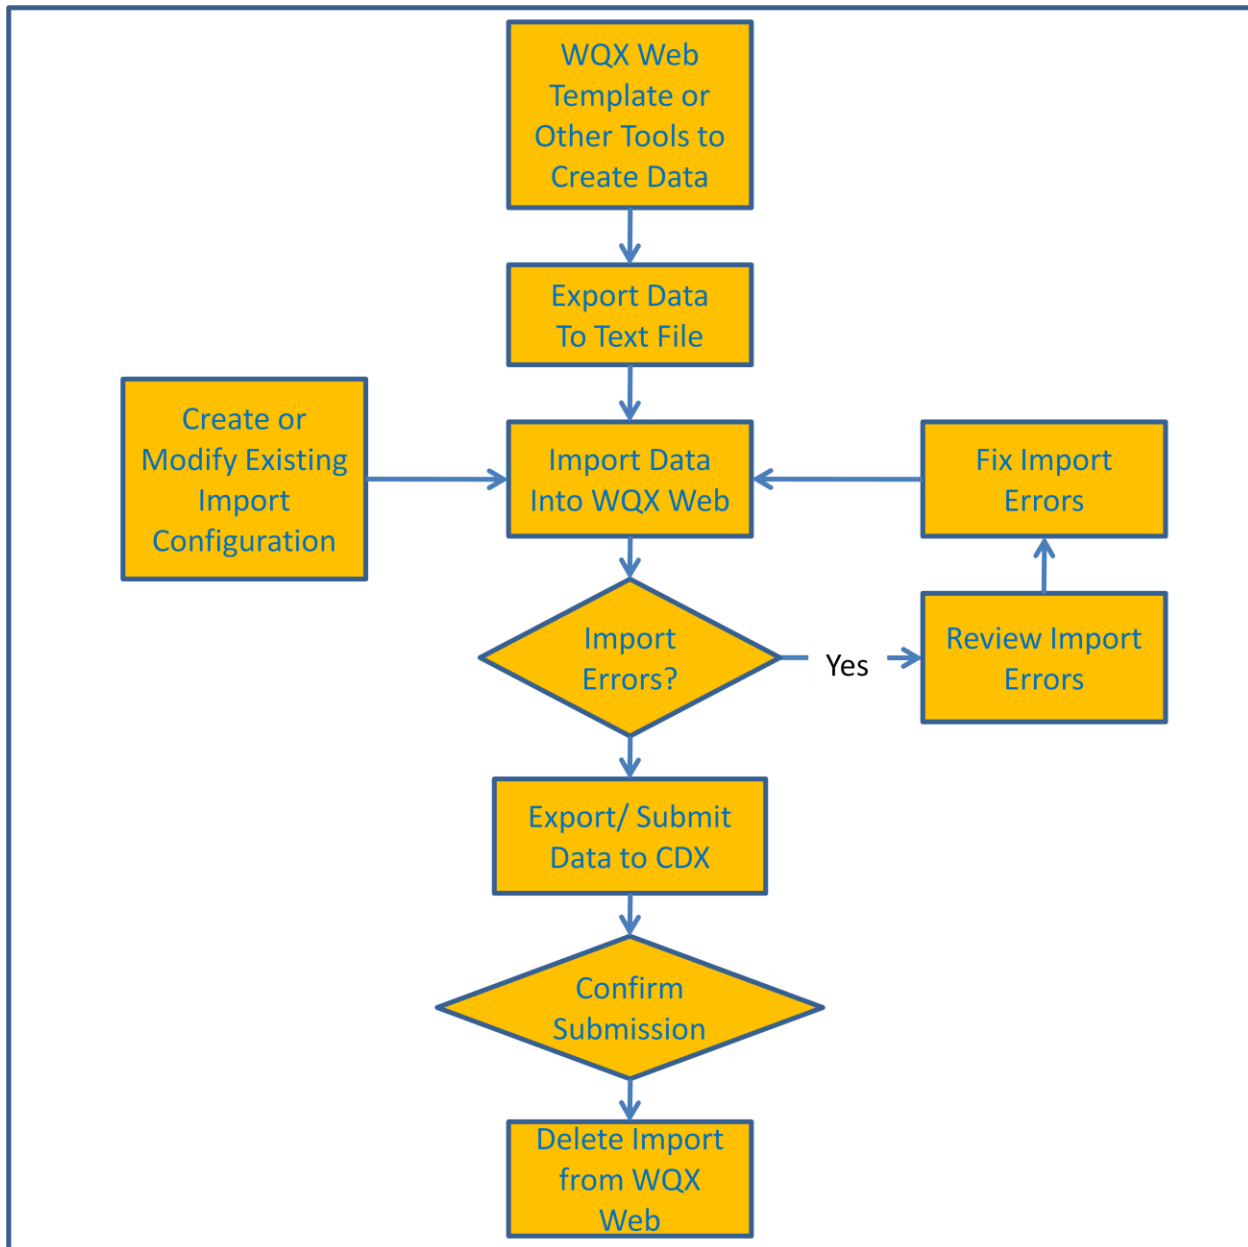 WQX Web
Template or
Other Tools to
Create Data
Export Data
To Text File
Create or
Modify Existing
Import
Configuration
Import Data
Into WQX Web
Fix Import
Errors
Import
Errors?
Yes
Review Import
Errors
Export/ Submit
Data to CDX
Confirm
Submission
Delete Import
from WQX
Web